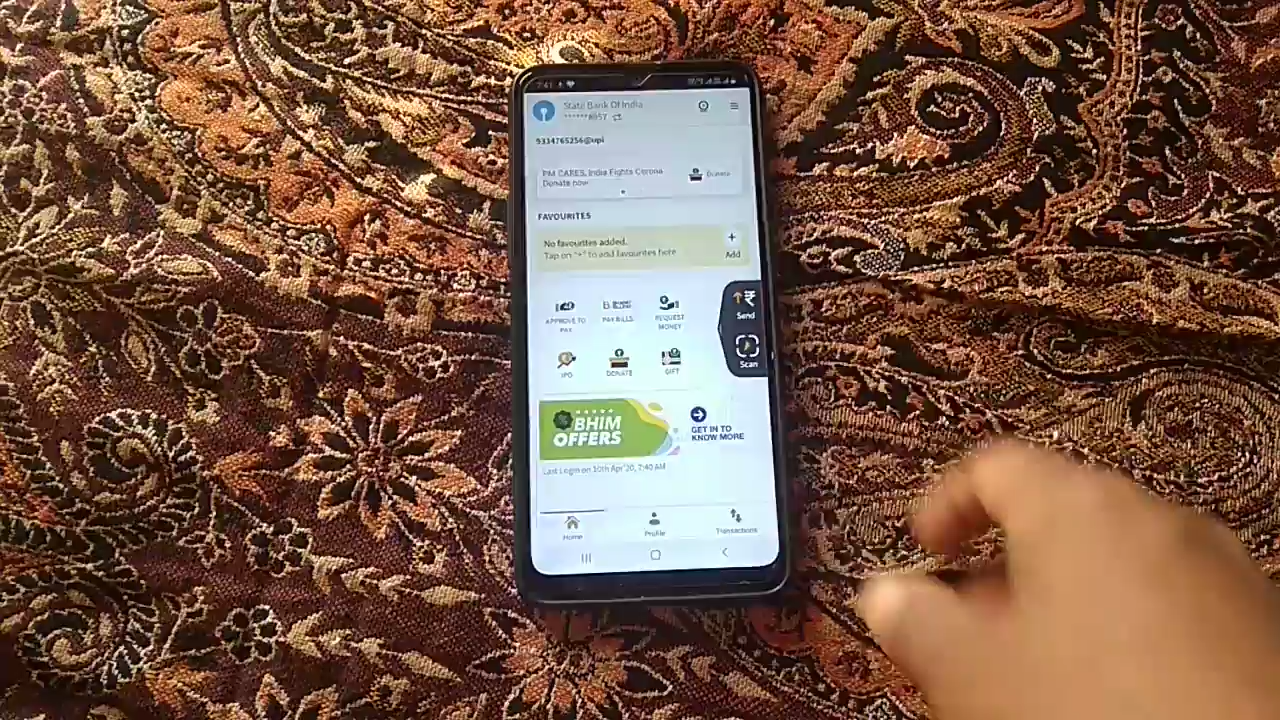 State Bank Of India
******8957
9334765256@upi
PM CARES, India Fights Corona
Donate now
Donate
FAVOURITES
No favourites added.
Tap on "+" to add favourites here
+
Add
Send
Scan
APPROVE TO
PAY
PAY BILLS
REQUEST
MONEY
IPO
DONATE
GIFT
BHIM
OFFERS
GET IN TO
KNOW MORE
Last Login on 10th Apr'20, 7:40 AM
Home
Profile
Transactions